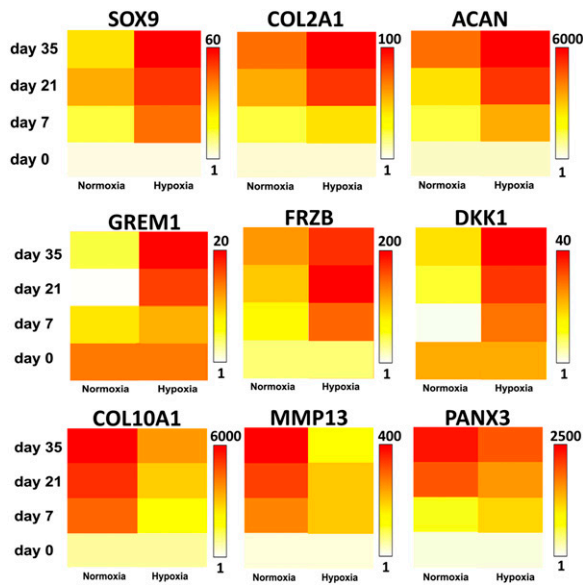 SOX9 COL2A1 ACAN
day 35 60 100 6000
day 21
day 7
day 0 1 1 1
Normoxia Hypoxia Normoxia Hypoxia Normoxia Hypoxia
GREM1 FRZB DKK1
day 35 20 200 40
day 21
day 7
day 0 1 1 1
Normoxia Hypoxia Normoxia Hypoxia Normoxia Hypoxia
COL10A1 MMP13 PANX3
day 35 6000 400 2500
day 21
day 7
day 0 1 1 1
Normoxia Hypoxia Normoxia Hypoxia Normoxia Hypoxia